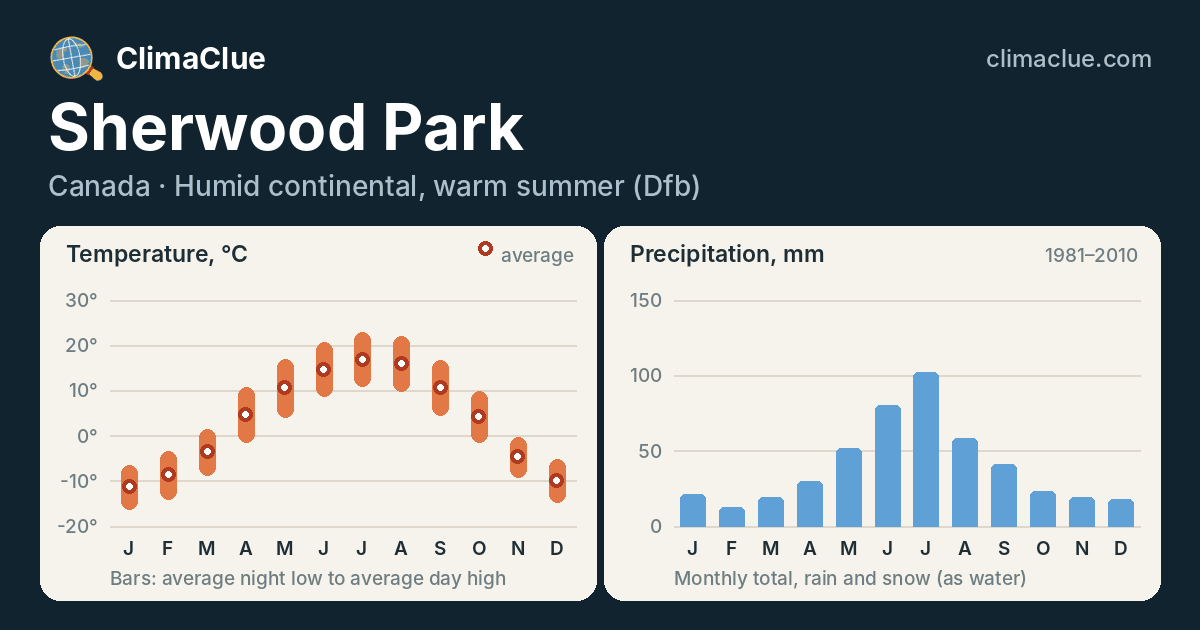 ClimaClue
climaclue.com
Sherwood Park
Canada · Humid continental, warm summer (Dfb)
Temperature, °C
average
30°
20°
10°
0°
-10°
-20°
J F M A M J J A S O N D
Bars: average night low to average day high
Precipitation, mm
1981–2010
150
100
50
0
J F M A M J J A S O N D
Monthly total, rain and snow (as water)